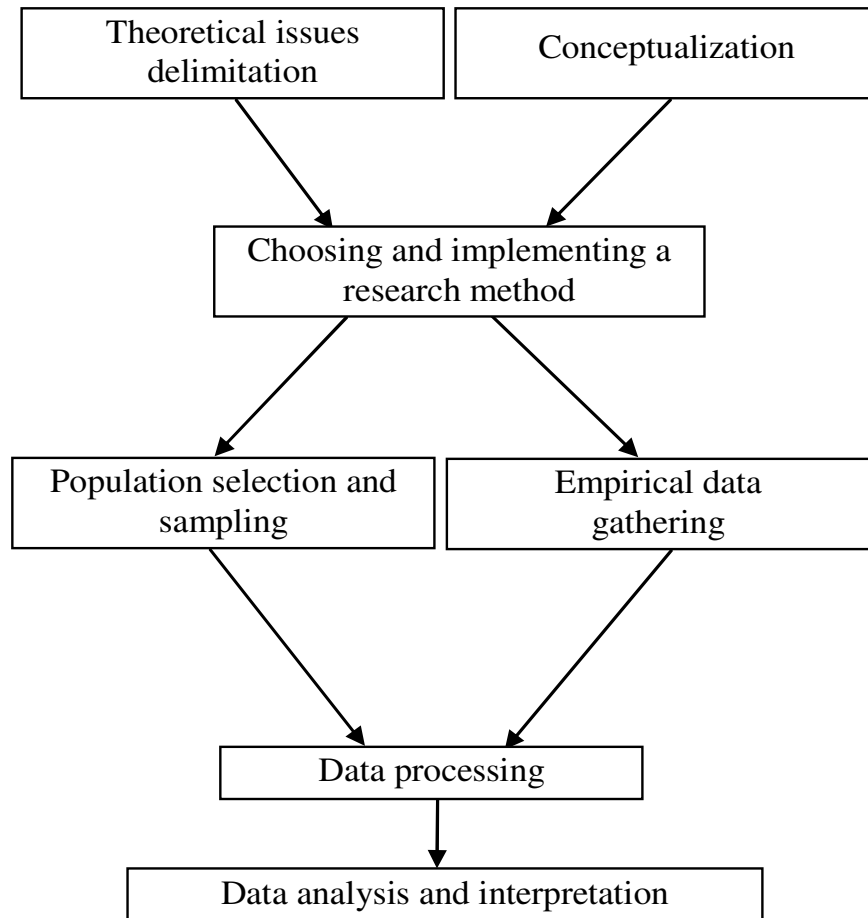 Theoretical issues
delimitation
Conceptualization
Choosing and implementing a
research method
Population selection and
sampling
Empirical data
gathering
Data processing
Data analysis and interpretation